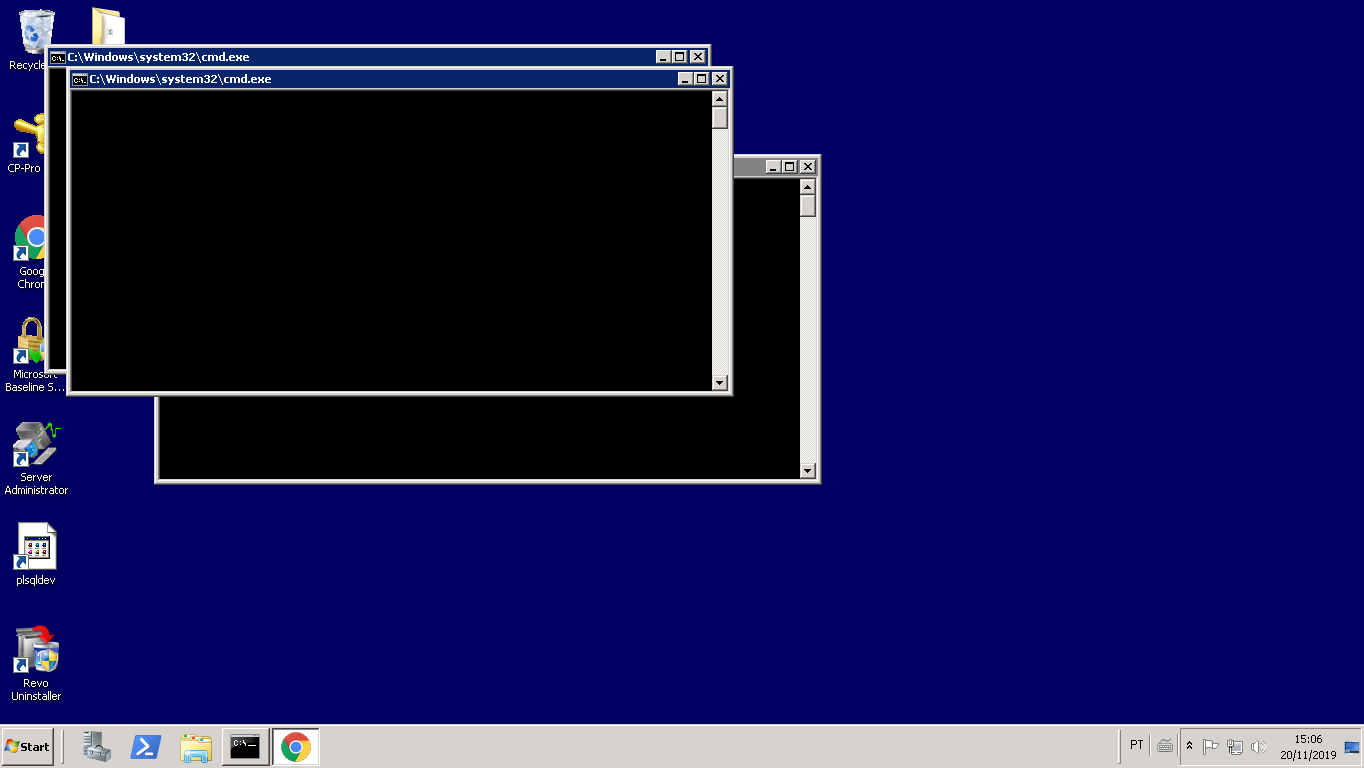 Recycle
C:\Windows\system32\cmd.exe
C:\Windows\system32\cmd.exe
CP-Pro
Goog
Chron
Microsoft
Baseline S...
Server
Administrator
plsqldev
Revo
Uninstaller
Start
C:\_
PT
15:06
20/11/2019